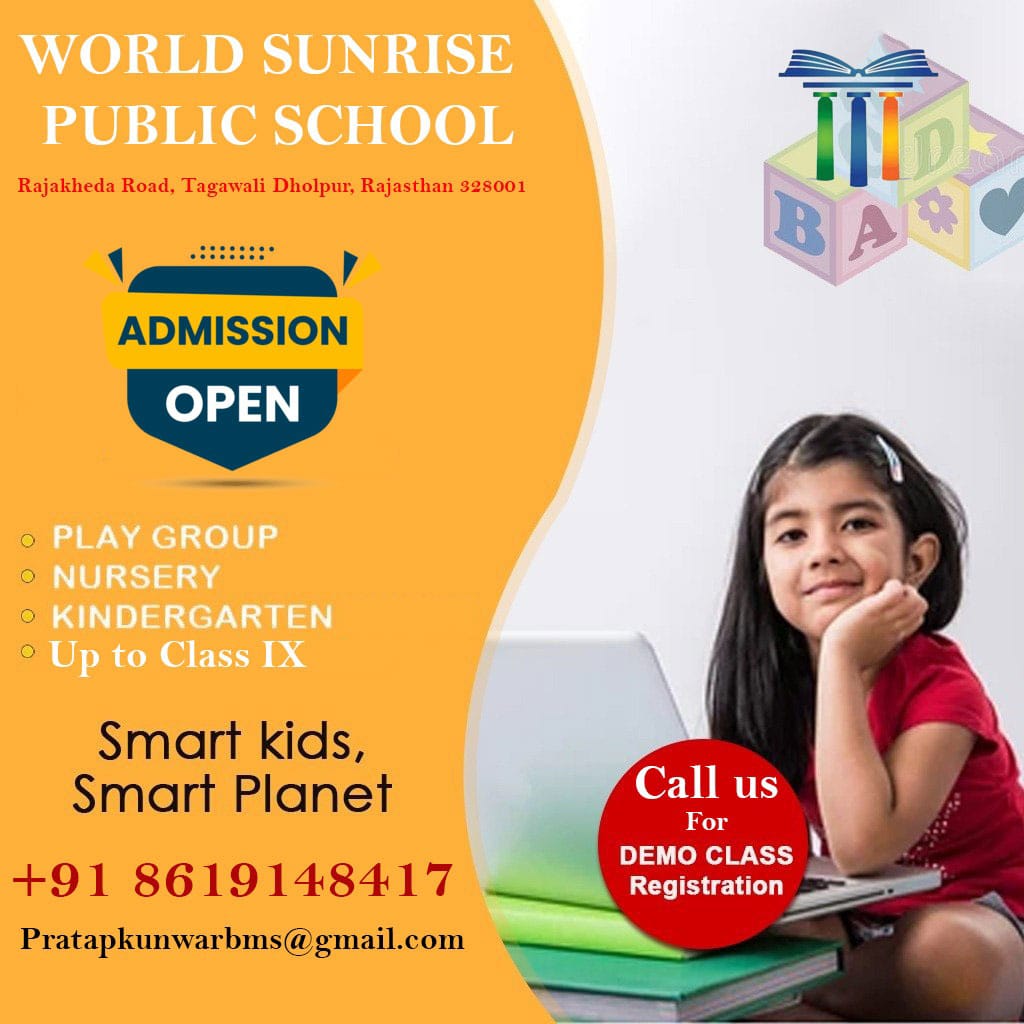 WORLD SUNRISE
PUBLIC SCHOOL
Rajakheda Road, Tagawali Dholpur, Rajasthan 328001
ADMISSION
OPEN
PLAY GROUP
NURSERY
KINDERGARTEN
Up to Class IX
Smart kids,
Smart Planet
+91 8619148417
Pratapkunwarbms@gmail.com
Call us
For
DEMO CLASS
Registration
D
B A